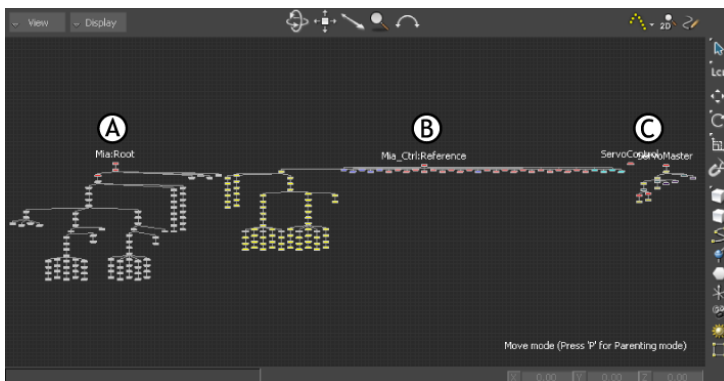 View
Display
2D
A
B
C
Mia:Root
Mia_Ctrl:Reference
ServoControl
ServoMaster
Lcl
Move mode (Press 'P' for Parenting mode)
X 0.00 Y 0.00 Z 0.00